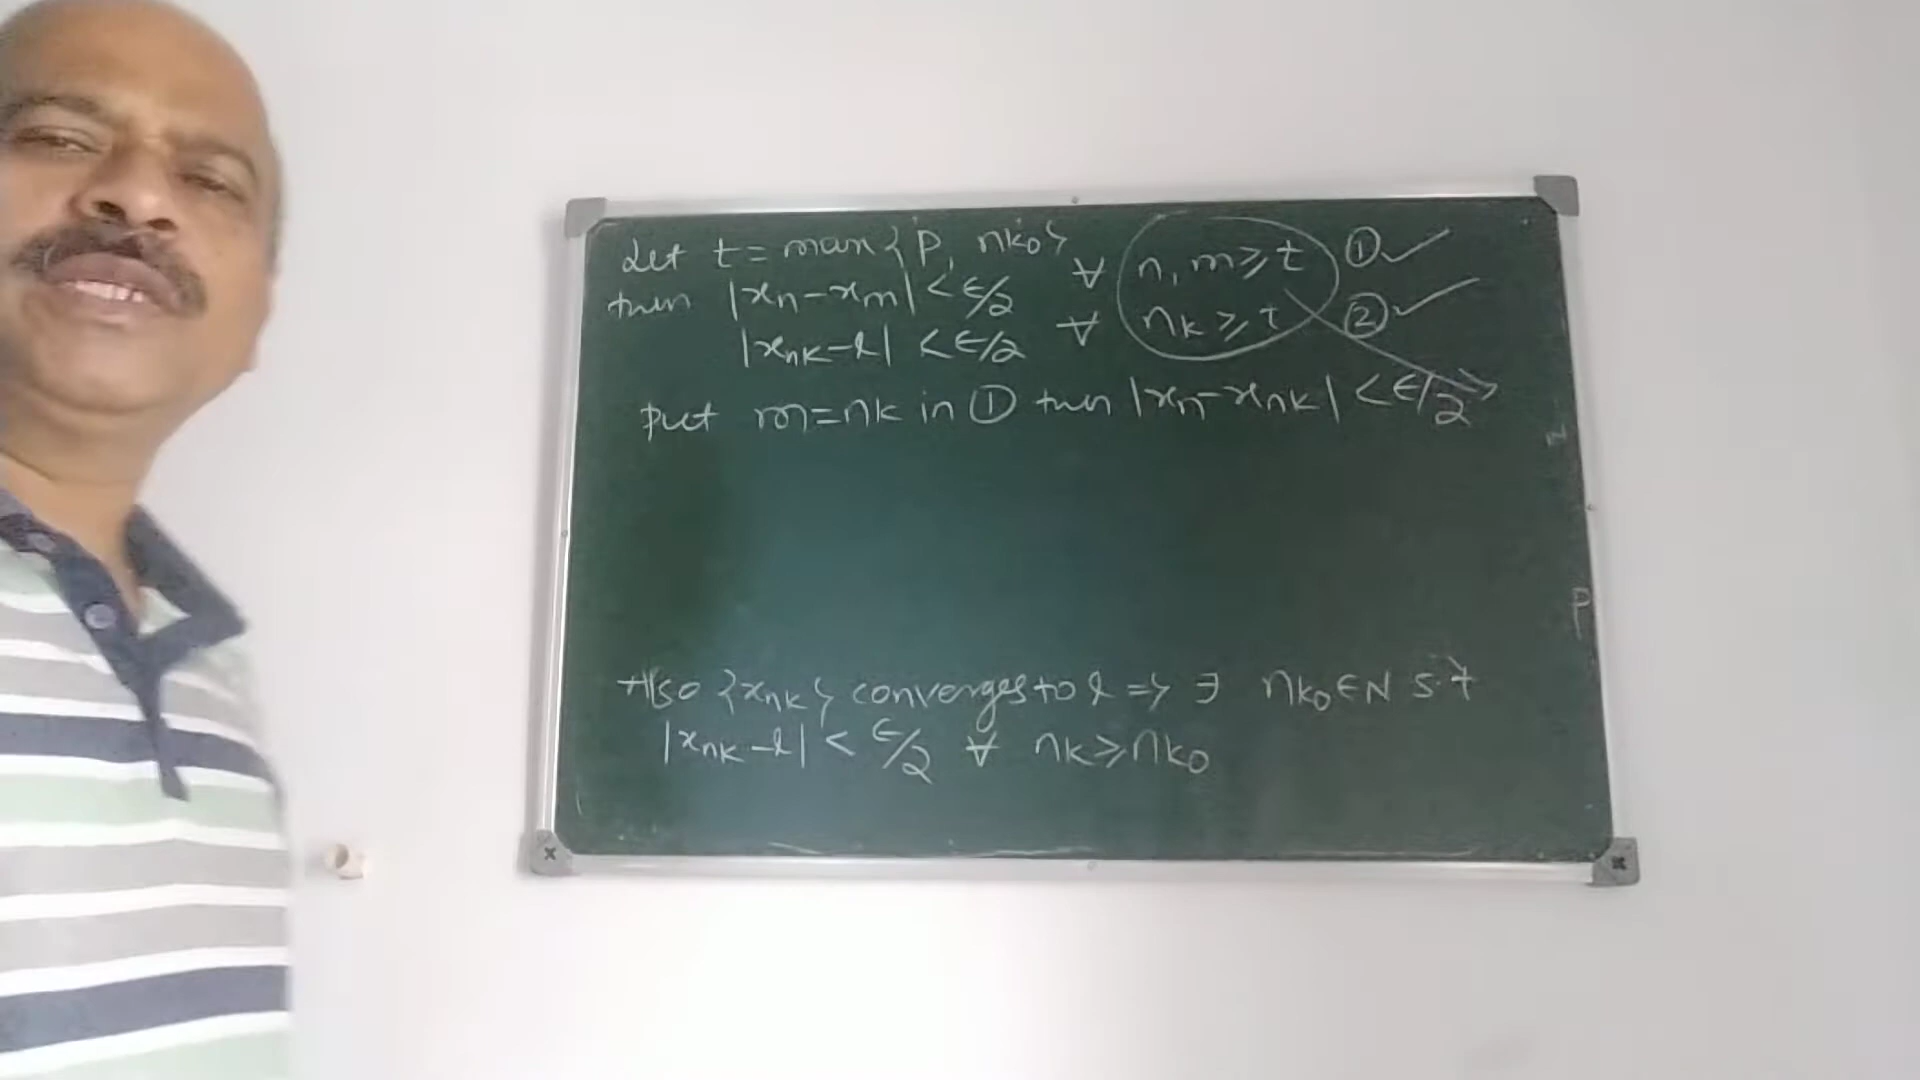 Let t = max {p, nk₀}
then |xn - xm| < ϵ/2 ∀ n, m ≥ t ①✓
|xnk - l| < ϵ/2 ∀ nk ≥ t ②✓
put m = nk in ① then |xn - xnk| < ϵ/2
P
Also {xnk} converges to l => ∃ nk₀ ∈ N s.t
|xnk - l| < ϵ/2 ∀ nk ≥ nk₀